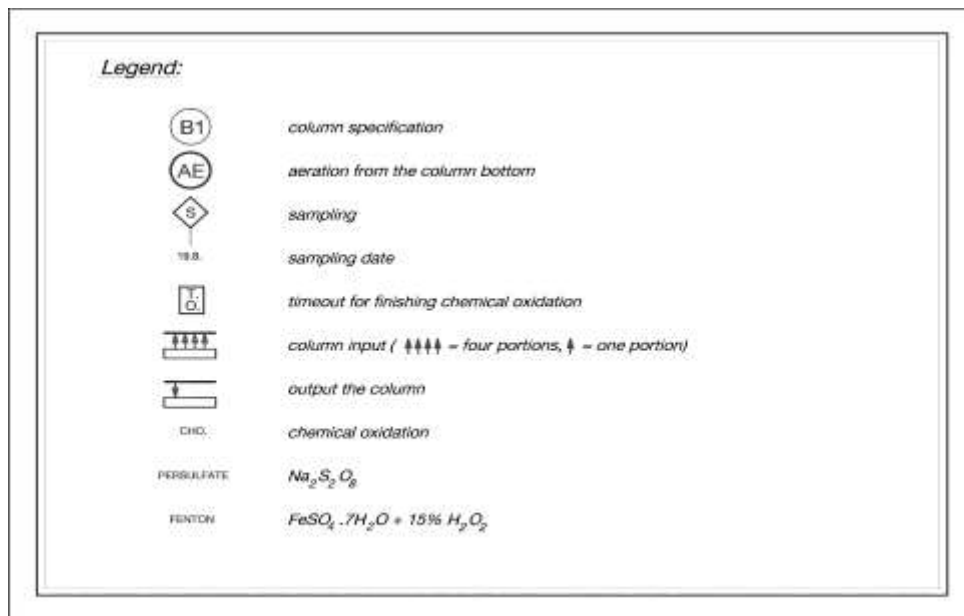 Legend:
B1 column specification
AE aeration from the column bottom
S sampling
19.8. sampling date
T. O. timeout for finishing chemical oxidation
column input ( = four portions, = one portion)
output the column
CHO. chemical oxidation
PERSULFATE Na₂S₂O₈
FENTON FeSO₄.7H₂O + 15% H₂O₂